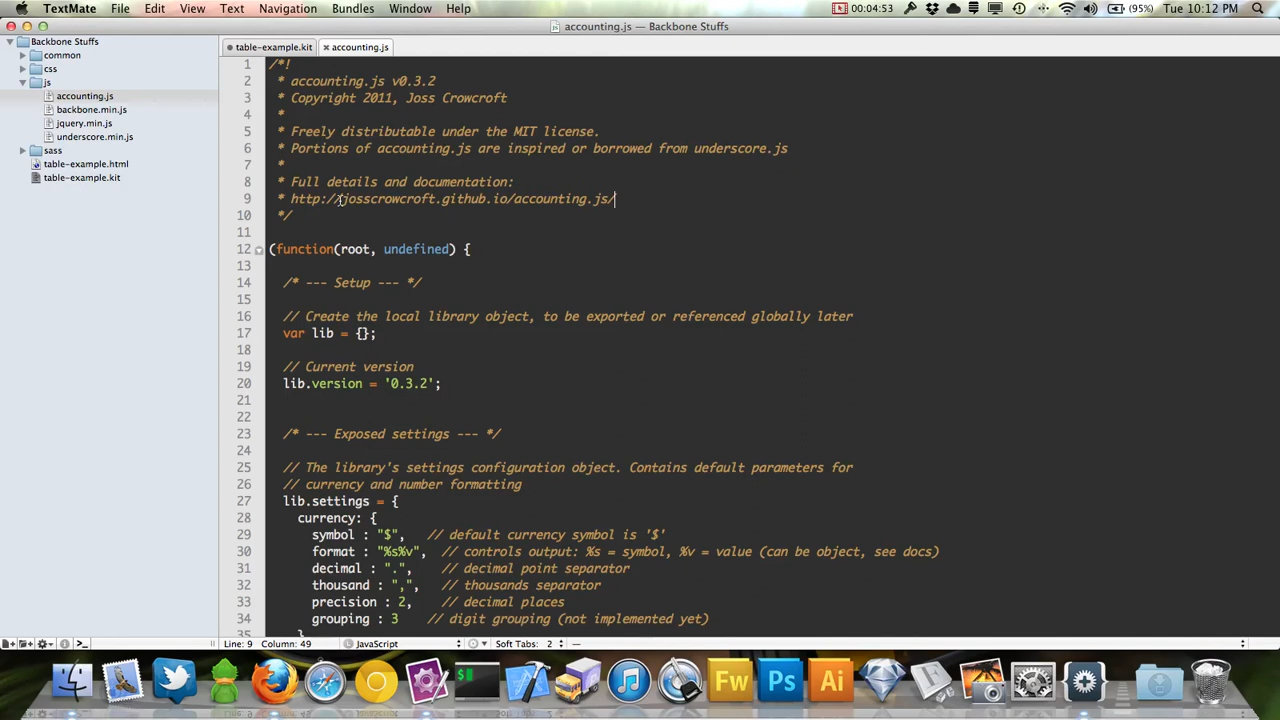 TextMate File Edit View Text Navigation Bundles Window Help 00:04:53 (95%) Tue 10:12 PM
accounting.js — Backbone Stuffs
Backbone Stuffs
common
css
js
accounting.js
backbone.min.js
jquery.min.js
underscore.min.js
sass
table-example.html
table-example.kit
table-example.kit accounting.js
1 /*!
2 * accounting.js v0.3.2
3 * Copyright 2011, Joss Crowcroft
4 *
5 * Freely distributable under the MIT license.
6 * Portions of accounting.js are inspired or borrowed from underscore.js
7 *
8 * Full details and documentation:
9 * http://josscrowcroft.github.io/accounting.js/
10 */
11
12 (function(root, undefined) {
13
14 /* --- Setup --- */
15
16 // Create the local library object, to be exported or referenced globally later
17 var lib = {};
18
19 // Current version
20 lib.version = '0.3.2';
21
22
23 /* --- Exposed settings --- */
24
25 // The library's settings configuration object. Contains default parameters for
26 // currency and number formatting
27 lib.settings = {
28 currency: {
29 symbol : "$", // default currency symbol is '$'
30 format : "%s%v", // controls output: %s = symbol, %v = value (can be object, see docs)
31 decimal : ".", // decimal point separator
32 thousand : ",", // thousands separator
33 precision : 2, // decimal places
34 grouping : 3 // digit grouping (not implemented yet)
35 }
Line: 9 Column: 49 JavaScript Soft Tabs: 2 —
Fw Ps Ai